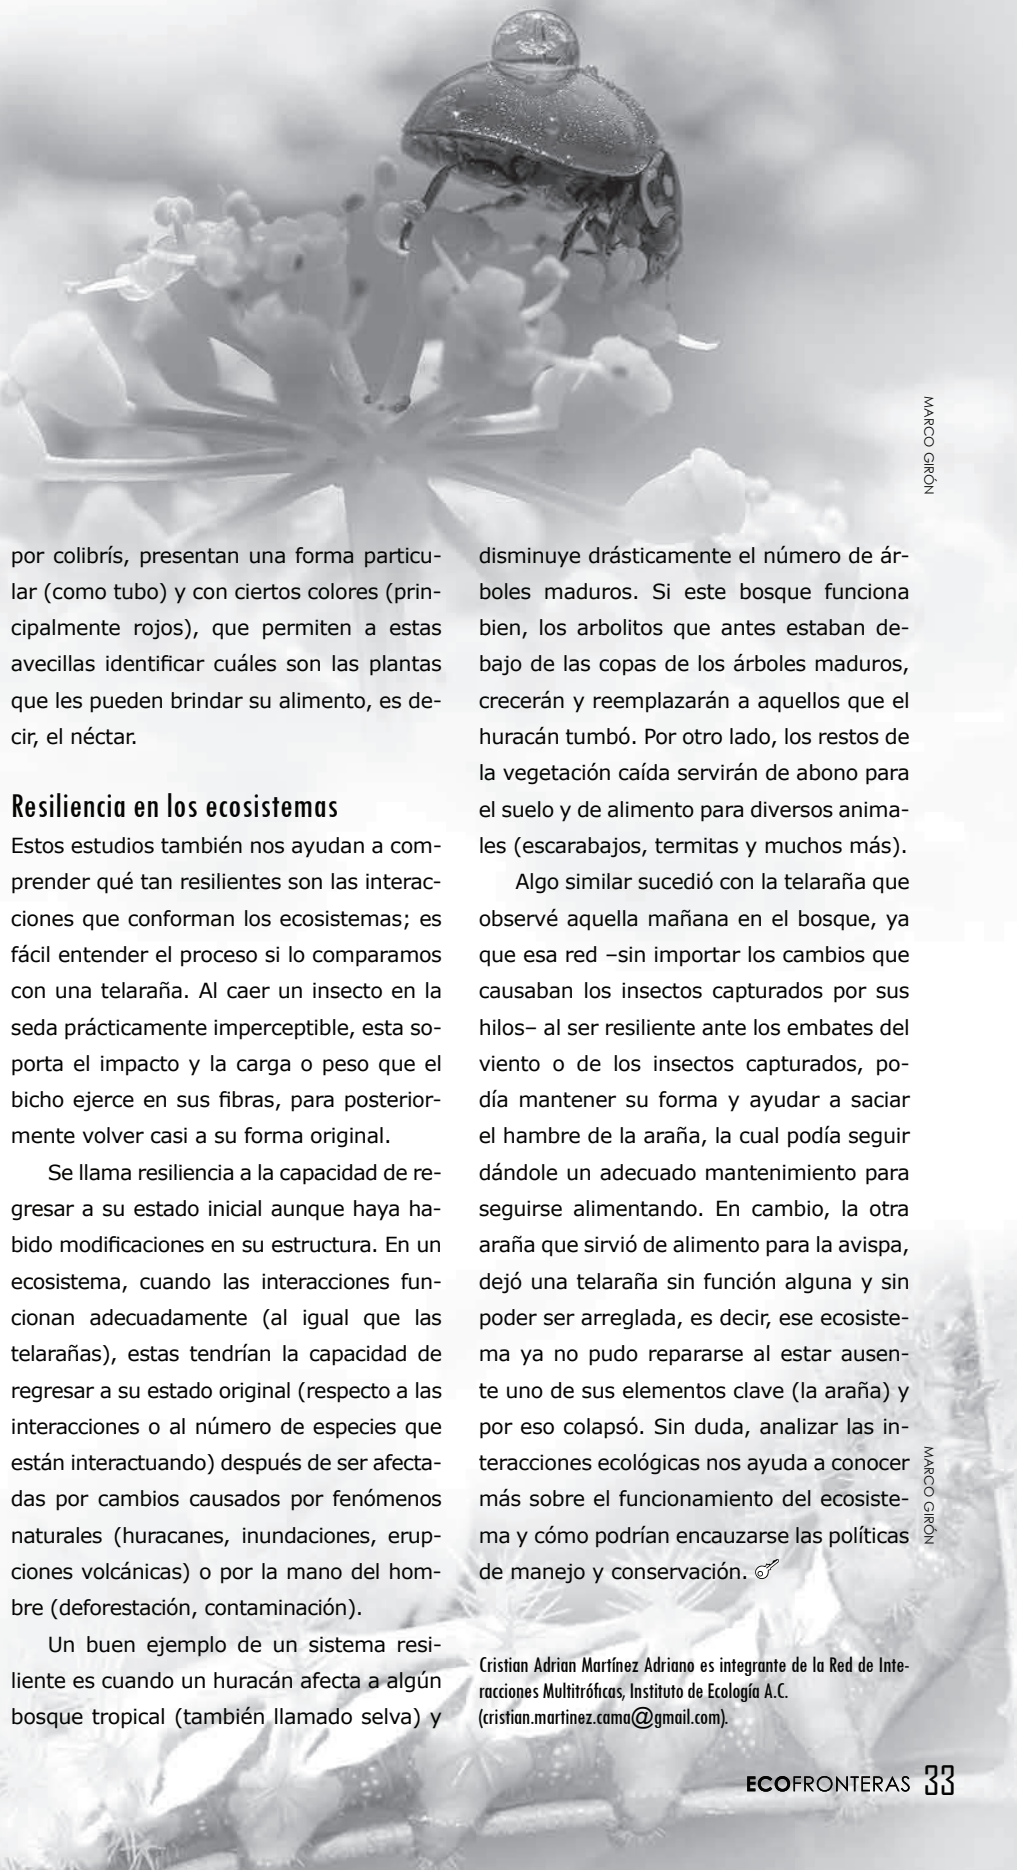 MARCO GIRÓN
por colibrís, presentan una forma particu-
lar (como tubo) y con ciertos colores (prin-
cipalmente rojos), que permiten a estas
avecillas identificar cuáles son las plantas
que les pueden brindar su alimento, es de-
cir, el néctar.
Resiliencia en los ecosistemas
Estos estudios también nos ayudan a com-
prender qué tan resilientes son las interac-
ciones que conforman los ecosistemas; es
fácil entender el proceso si lo comparamos
con una telaraña. Al caer un insecto en la
seda prácticamente imperceptible, esta so-
porta el impacto y la carga o peso que el
bicho ejerce en sus fibras, para posterior-
mente volver casi a su forma original.
Se llama resiliencia a la capacidad de re-
gresar a su estado inicial aunque haya ha-
bido modificaciones en su estructura. En un
ecosistema, cuando las interacciones fun-
cionan adecuadamente (al igual que las
telarañas), estas tendrían la capacidad de
regresar a su estado original (respecto a las
interacciones o al número de especies que
están interactuando) después de ser afecta-
das por cambios causados por fenómenos
naturales (huracanes, inundaciones, erup-
ciones volcánicas) o por la mano del hom-
bre (deforestación, contaminación).
Un buen ejemplo de un sistema resi-
liente es cuando un huracán afecta a algún
bosque tropical (también llamado selva) y
disminuye drásticamente el número de ár-
boles maduros. Si este bosque funciona
bien, los arbolitos que antes estaban de-
bajo de las copas de los árboles maduros,
crecerán y reemplazarán a aquellos que el
huracán tumbó. Por otro lado, los restos de
la vegetación caída servirán de abono para
el suelo y de alimento para diversos anima-
les (escarabajos, termitas y muchos más).
Algo similar sucedió con la telaraña que
observé aquella mañana en el bosque, ya
que esa red –sin importar los cambios que
causaban los insectos capturados por sus
hilos– al ser resiliente ante los embates del
viento o de los insectos capturados, po-
día mantener su forma y ayudar a saciar
el hambre de la araña, la cual podía seguir
dándole un adecuado mantenimiento para
seguirse alimentando. En cambio, la otra
araña que sirvió de alimento para la avispa,
dejó una telaraña sin función alguna y sin
poder ser arreglada, es decir, ese ecosiste-
ma ya no pudo repararse al estar ausen-
te uno de sus elementos clave (la araña) y
por eso colapsó. Sin duda, analizar las in-
teracciones ecológicas nos ayuda a conocer
más sobre el funcionamiento del ecosiste-
ma y cómo podrían encauzarse las políticas
de manejo y conservación.
MARCO GIRÓN
Cristian Adrian Martínez Adriano es integrante de la Red de Inte-
racciones Multitróficas, Instituto de Ecología A.C.
(cristian.martinez.cama@gmail.com).
ECOFRONTERAS 33